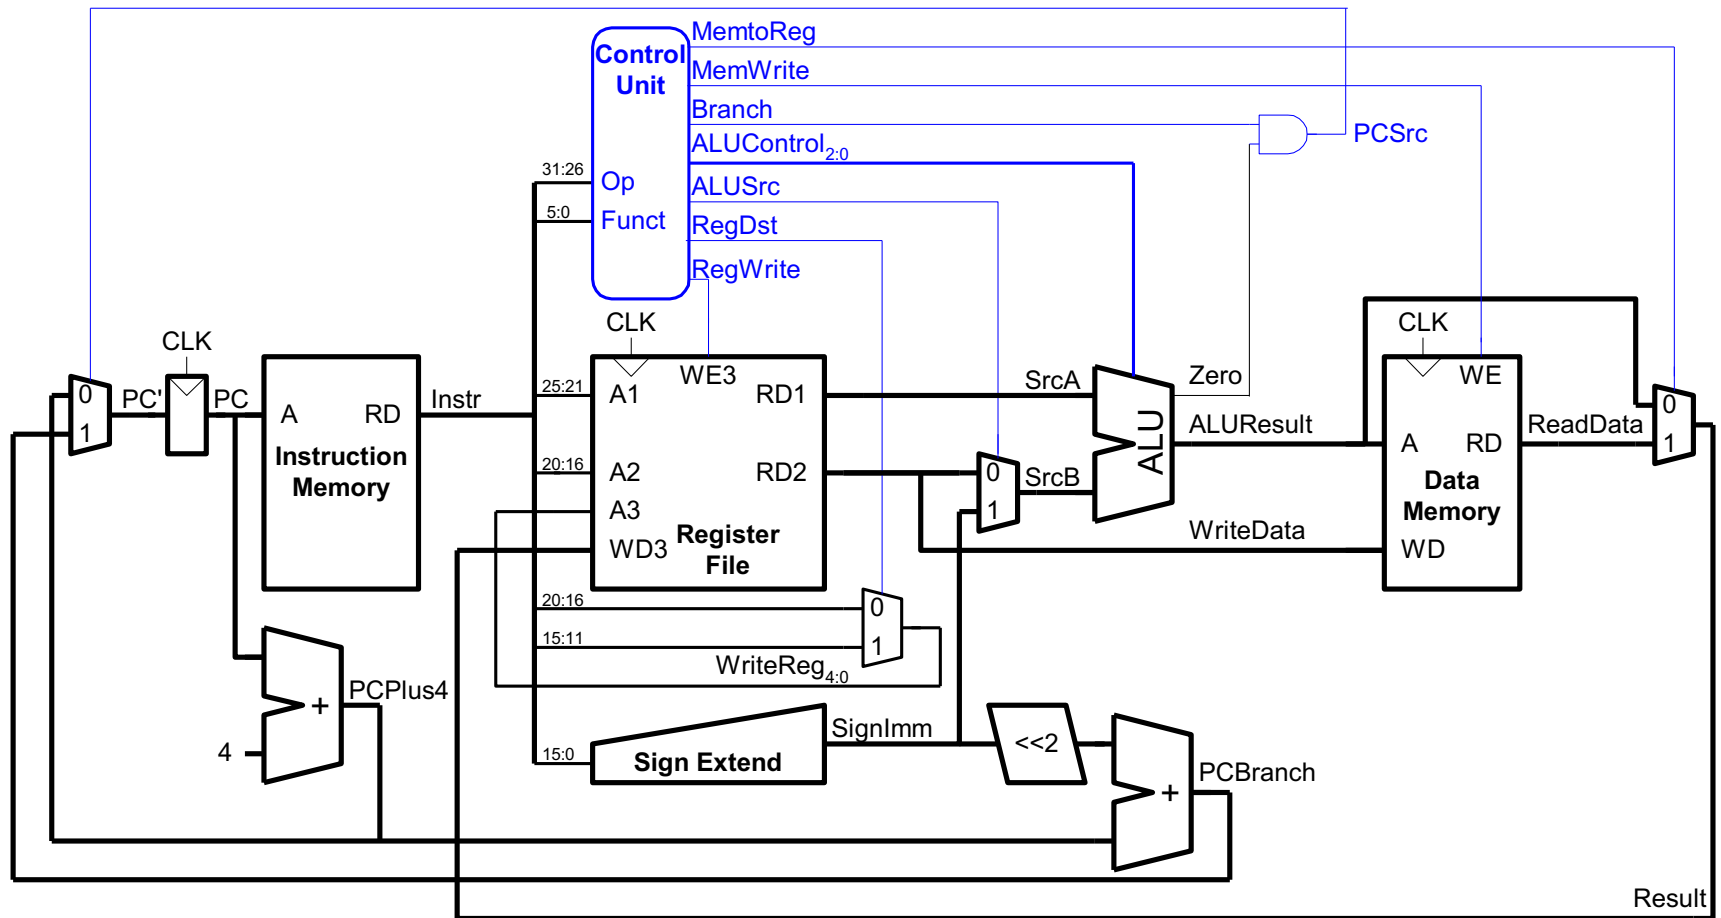 MemtoReg
Control
Unit
MemWrite
Branch
PCSrc
ALUControl2:0
31:26
Op
ALUSrc
5:0
Funct
RegDst
RegWrite
CLK
CLK
CLK
0
1
PC'
PC
A
RD
Instruction
Memory
Instr
25:21
A1
WE3
RD1
SrcA
Zero
WE
0
1
20:16
A2
RD2
0
1
SrcB
ALU
ALUResult
A
RD
ReadData
Data
Memory
A3
Register
File
WD3
WriteData
WD
20:16
0
15:11
1
WriteReg4:0
PCPlus4
+
4
15:0
Sign Extend
SignImm
<<2
+
PCBranch
Result